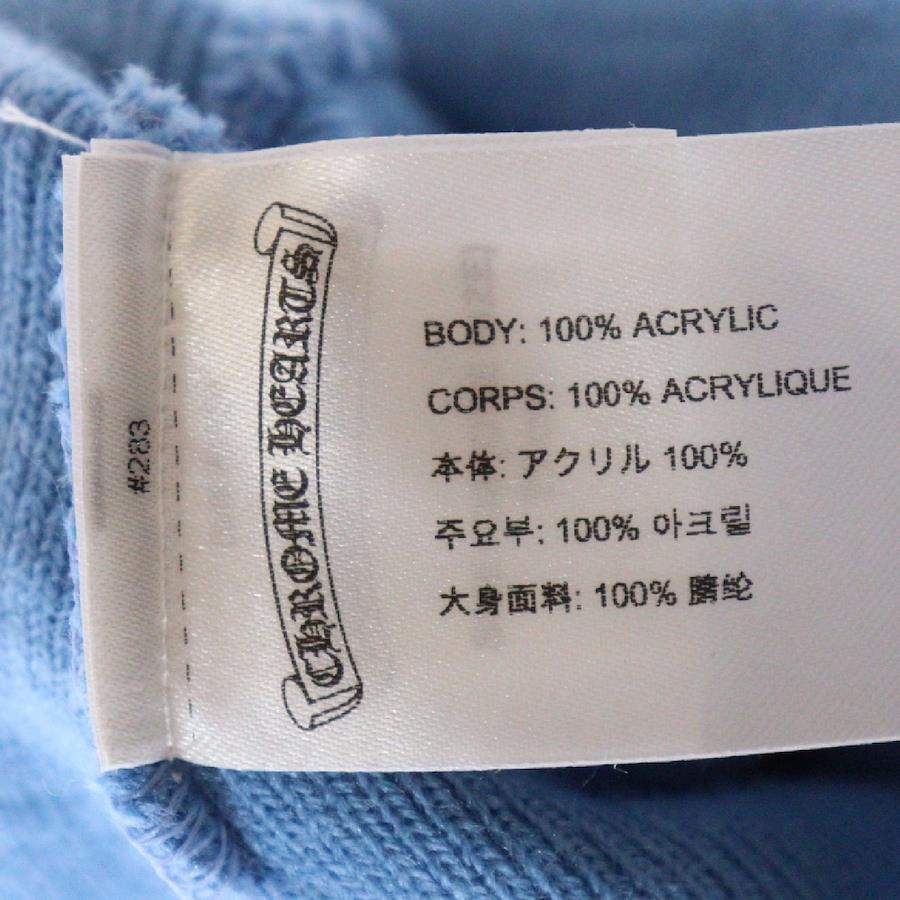 #283
CHROME HEARTS
BODY: 100% ACRYLIC
CORPS: 100% ACRYLIQUE
本体: アクリル 100%
주요부: 100% 아크릴
大身面料: 100% 腈纶